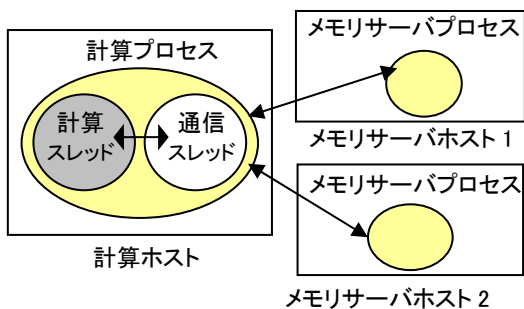 計算プロセス
計算
スレッド
通信
スレッド
計算ホスト
メモリサーバプロセス
メモリサーバホスト 1
メモリサーバプロセス
メモリサーバホスト 2